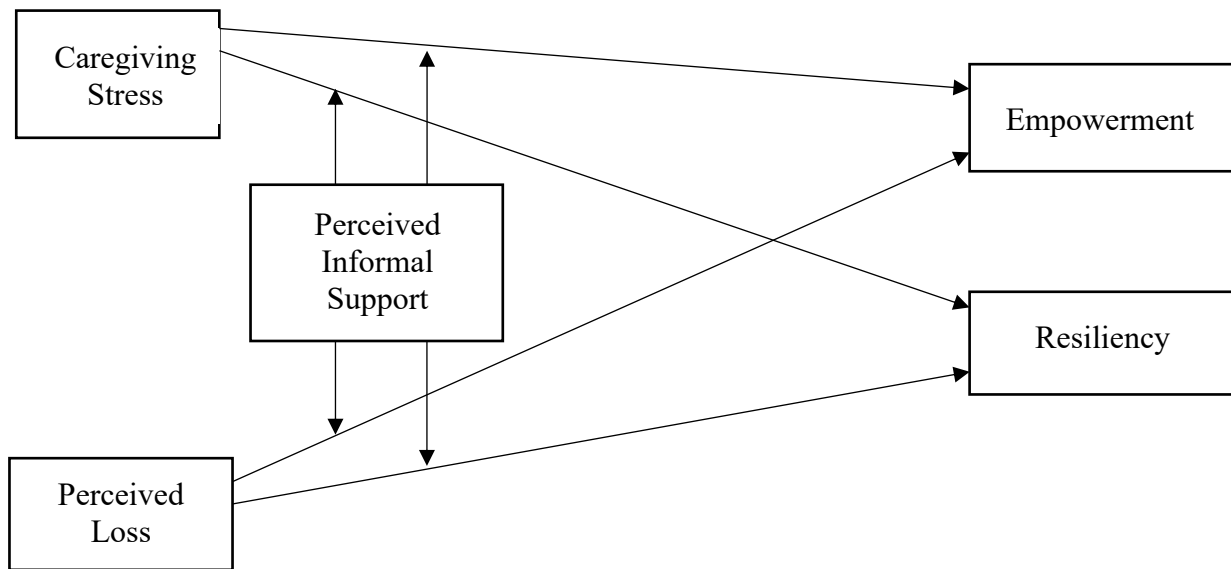 Caregiving
Stress
Empowerment
Perceived
Informal
Support
Resiliency
Perceived
Loss